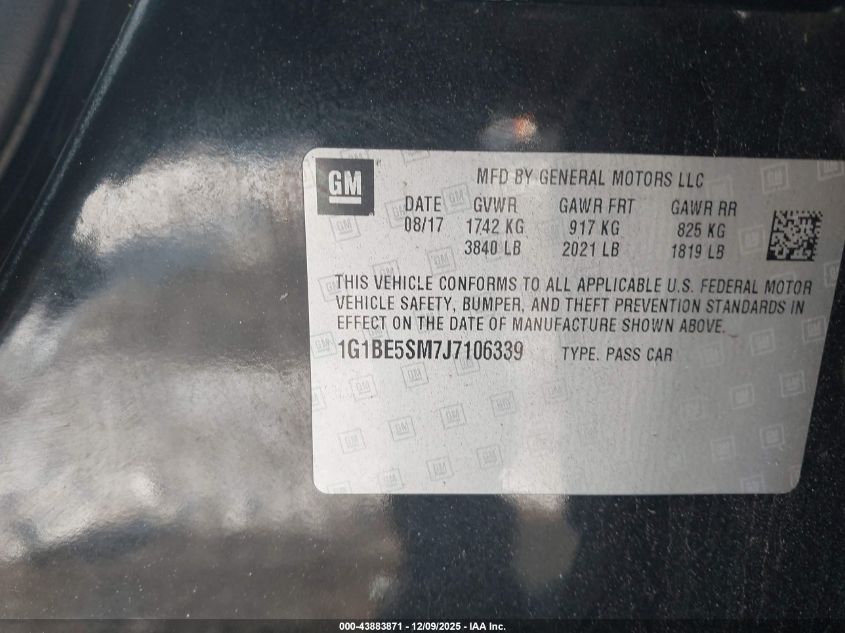 GM
MFD BY GENERAL MOTORS LLC
DATE GVWR GAWR FRT GAWR RR
08/17 1742 KG 917 KG 825 KG
3840 LB 2021 LB 1819 LB
THIS VEHICLE CONFORMS TO ALL APPLICABLE U.S. FEDERAL MOTOR
VEHICLE SAFETY, BUMPER, AND THEFT PREVENTION STANDARDS IN
EFFECT ON THE DATE OF MANUFACTURE SHOWN ABOVE.
1G1BE5SM7J7106339 TYPE. PASS CAR
000-43883871 - 12/09/2025 - IAA Inc.